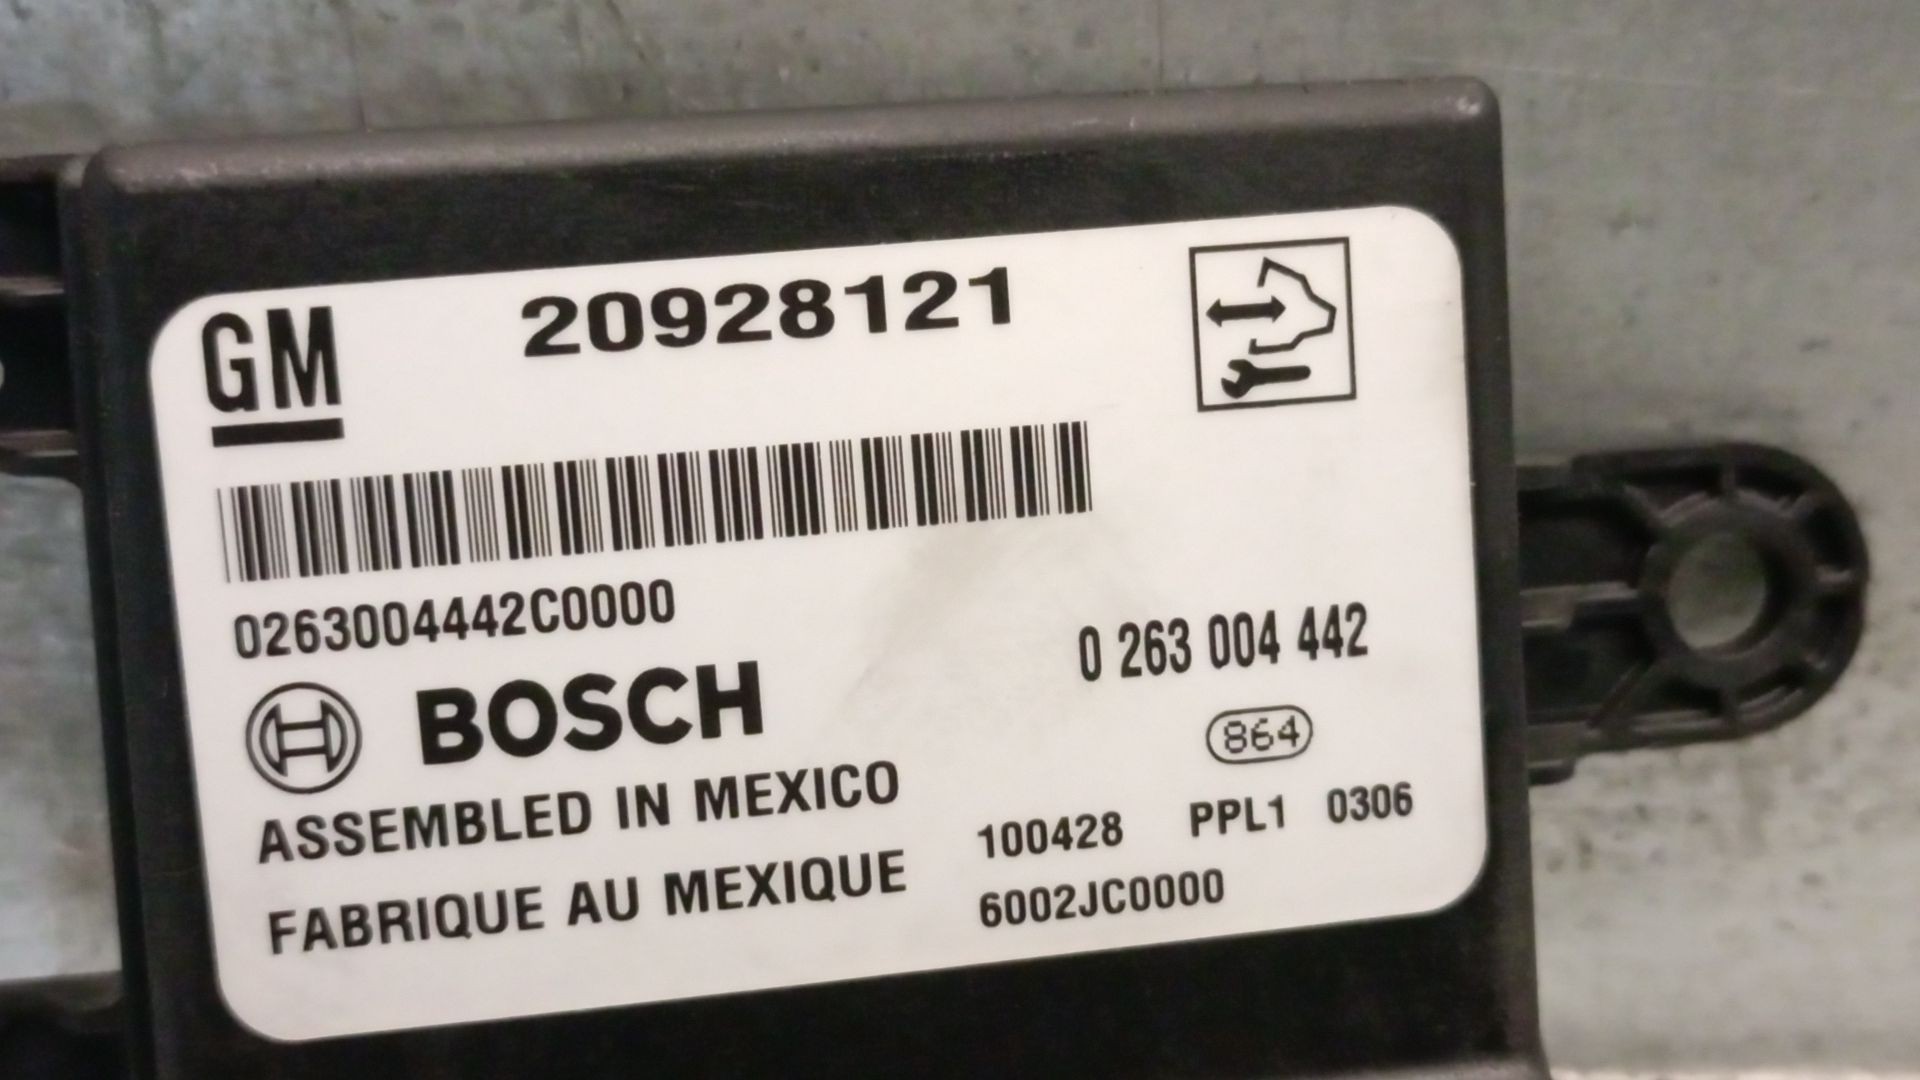 GM 20928121
0263004442C0000
0 263 004 442
BOSCH
864
ASSEMBLED IN MEXICO
100428 PPL1 0306
FABRIQUE AU MEXIQUE
6002JC0000